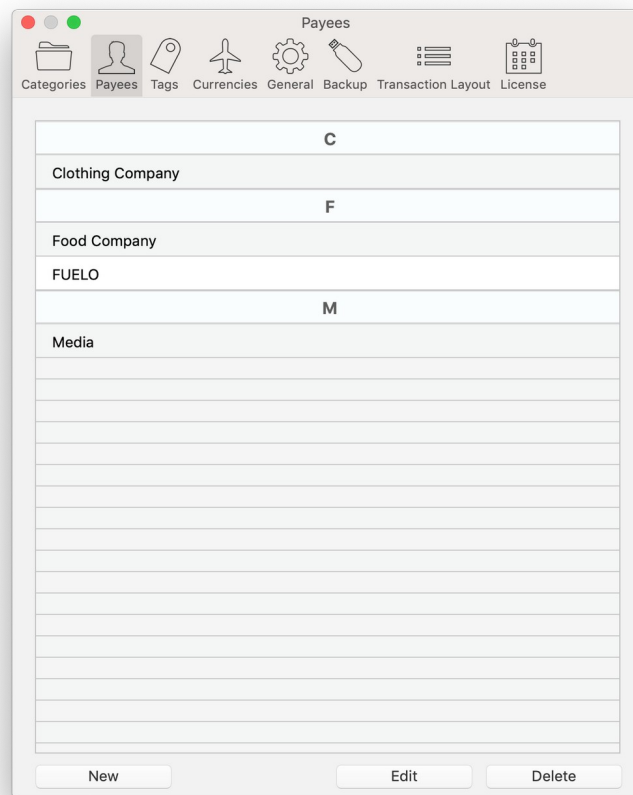 Payees
Categories Payees Tags Currencies General Backup Transaction Layout License
C
Clothing Company
F
Food Company
FUELO
M
Media
New Edit Delete